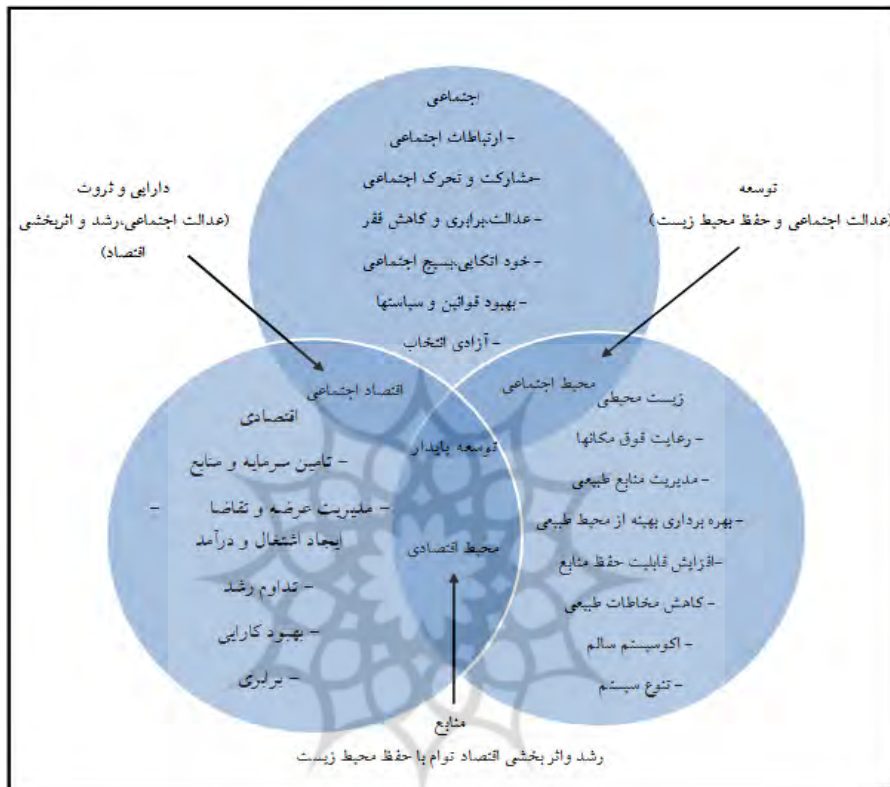 اجتماعی
- ارتباطات اجتماعی
-مشارکت و تحرک اجتماعی
- عدالت،برابری و کاهش فقر
- خود اتکایی،بسیج اجتماعی
- بهبود قوانین و سیاستها
- آزادی انتخاب
توسعه
(عدالت اجتماعی و حفظ محیط زیست)
دارایی و ثروت
(عدالت اجتماعی،رشد و اثربخشی
اقتصاد)
محیط اجتماعی
اقتصاد اجتماعی
توسعه پایدار
محیط اقتصادی
زیست محیطی
- رعایت فوق مکانها
- مدیریت منابع طبیعی
- بهره برداری بهینه از محیط طبیعی
-افزایش قابلیت حفظ منابع
- کاهش مخاطات طبیعی
- اکوسیستم سالم
- تنوع سیستم
اقتصادی
- تامین سرمایه و منابع
- مدیریت عرضه و تقاضا -
ایجاد اشتغال و درآمد
- تداوم رشد
- بهبود کارایی
- برابری
منابع
رشد واثر بخشی اقتصاد توام با حفظ محیط زیست